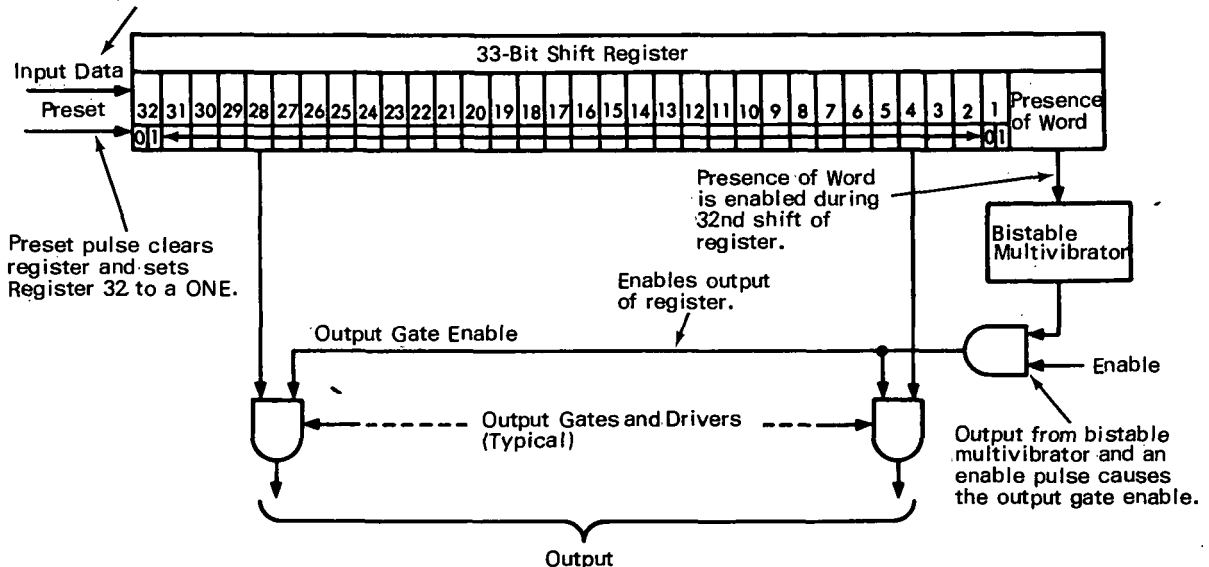 33-Bit Shift Register
Input Data
Preset
32 31 30 29 28 27 26 25 24 23 22 21 20 19 18 17 16 15 14 13 12 11 10 9 8 7 6 5 4 3 2 1
Presence
of Word
0 1
0 1
Presence of Word
is enabled during
32nd shift of
register.
Bistable
Multivibrator
Preset pulse clears
register and sets
Register 32 to a ONE.
Enables output
of register.
Output Gate Enable
Enable
Output Gates and Drivers
(Typical)
Output from bistable
multivibrator and an
enable pulse causes
the output gate enable.
Output